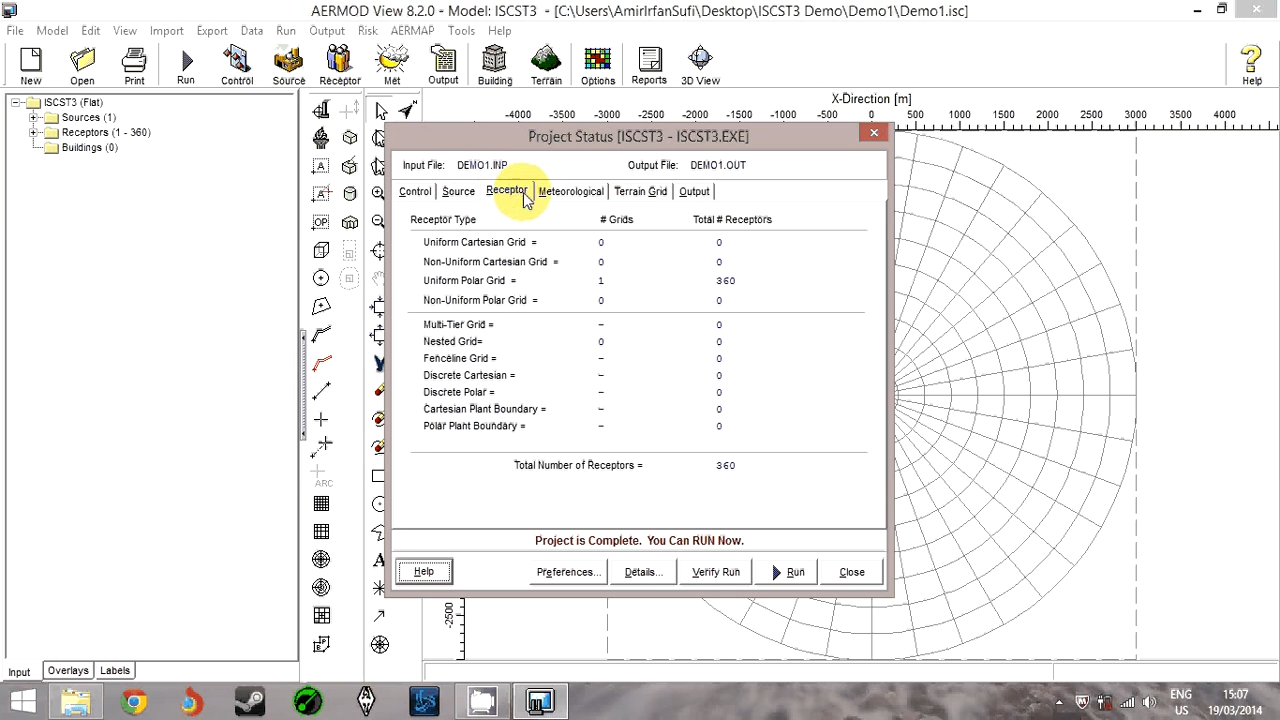 AERMOD View 8.2.0 - Model: ISCST3 - [C:\Users\AmirIrfanSufi\Desktop\ISCST3 Demo\Demo1\Demo1.isc]
File Model Edit View Import Export Data Run Output Risk AERMAP Tools Help
New Open Print Run Control Source Receptor Met Output Building Terrain Options Reports 3D View Help
ISCST3 (Flat)
Sources (1)
Receptors (1 - 360)
Buildings (0)
X-Direction [m]
-4000 -3500 -3000 -2500 -2000 -1500 -1000 -500 0 500 1000 1500 2000 2500 3000 3500 4000 4500
Project Status [ISCST3 - ISCST3.EXE]
Input File: DEMO1.INP Output File: DEMO1.OUT
Control Source Receptor Meteorological Terrain Grid Output
Receptor Type # Grids Total # Receptors
Uniform Cartesian Grid = 0 0
Non-Uniform Cartesian Grid = 0 0
Uniform Polar Grid = 1 360
Non-Uniform Polar Grid = 0 0
Multi-Tier Grid = – 0
Nested Grid= 0 0
Fenceline Grid = – 0
Discrete Cartesian = – 0
Discrete Polar = – 0
Cartesian Plant Boundary = – 0
Polar Plant Boundary = – 0
Total Number of Receptors = 360
Project is Complete. You Can RUN Now.
Help Preferences... Details... Verify Run Run Close
ARC
-2500
Input Overlays Labels
ENG 15:07
US 19/03/2014